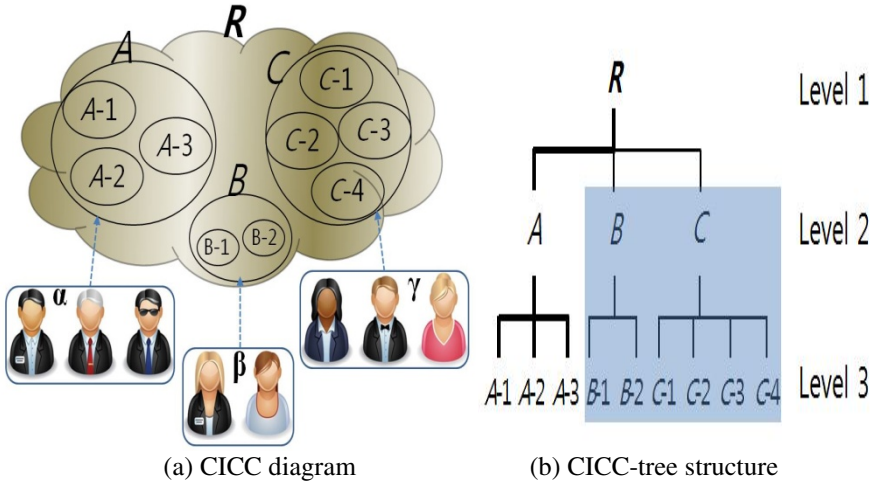 R
A
C
A-1
A-2
A-3
C-1
C-2
C-3
C-4
B
B-1
B-2
α
β
γ
(a) CICC diagram
R
Level 1
A
B
C
Level 2
A-1 A-2 A-3 B-1 B-2 C-1 C-2 C-3 C-4
Level 3
(b) CICC-tree structure